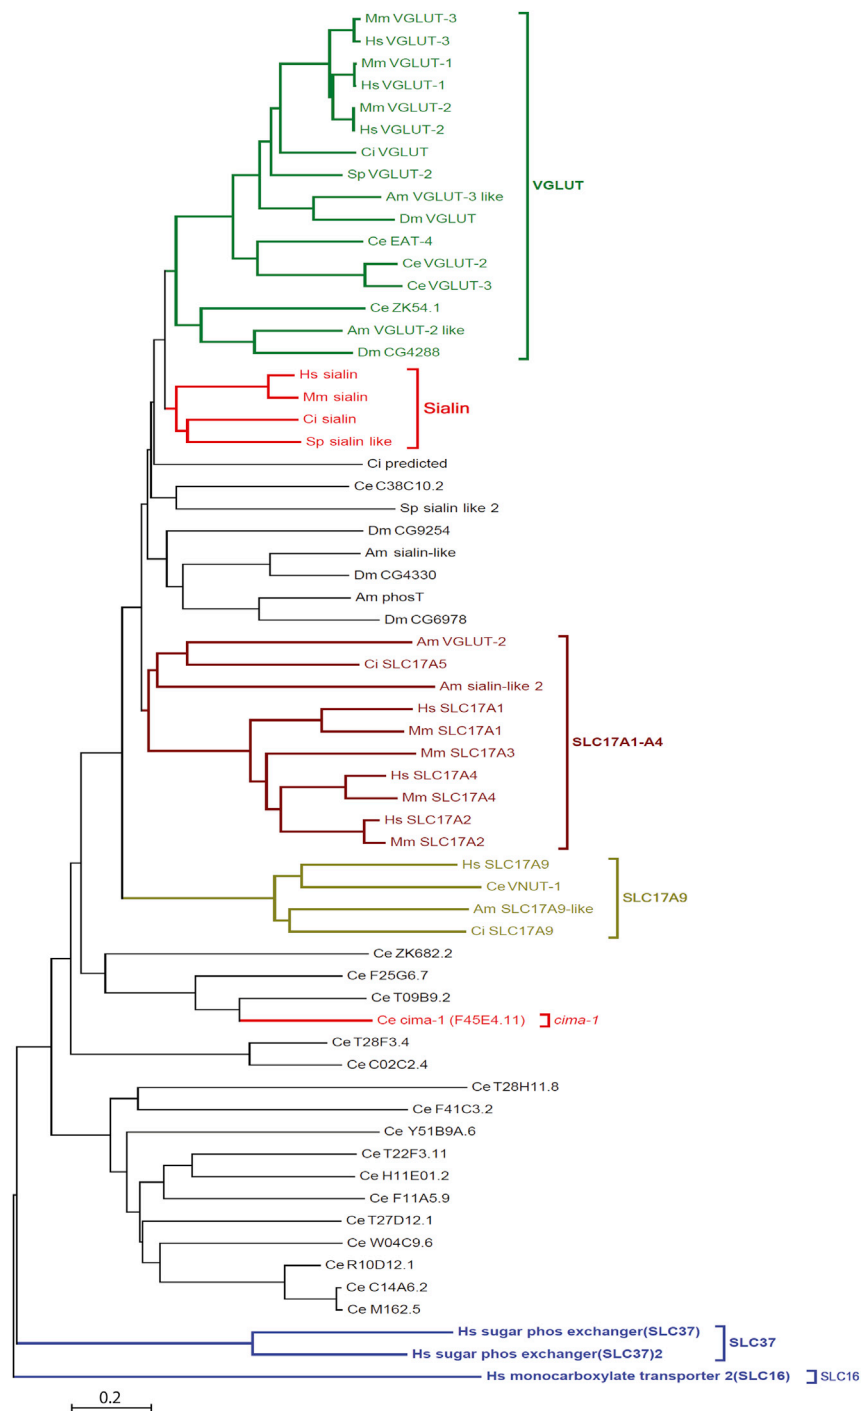 Mm VGLUT-3
Hs VGLUT-3
Mm VGLUT-1
Hs VGLUT-1
Mm VGLUT-2
Hs VGLUT-2
Ci VGLUT
Sp VGLUT-2
VGLUT
Am VGLUT-3 like
Dm VGLUT
Ce EAT-4
Ce VGLUT-2
Ce VGLUT-3
Ce ZK54.1
Am VGLUT-2 like
Dm CG4288
Hs sialin
Mm sialin
Sialin
Ci sialin
Sp sialin like
Ci predicted
Ce C38C10.2
Sp sialin like 2
Dm CG9254
Am sialin-like
Dm CG4330
Am phosT
Dm CG6978
Am VGLUT-2
Ci SLC17A5
Am sialin-like 2
Hs SLC17A1
Mm SLC17A1
SLC17A1-A4
Mm SLC17A3
Hs SLC17A4
Mm SLC17A4
Hs SLC17A2
Mm SLC17A2
Hs SLC17A9
Ce VNUT-1
SLC17A9
Am SLC17A9-like
Ci SLC17A9
Ce ZK682.2
Ce F25G6.7
Ce T09B9.2
Ce cima-1 (F45E4.11) cima-1
Ce T28F3.4
Ce C02C2.4
Ce T28H11.8
Ce F41C3.2
Ce Y51B9A.6
Ce T22F3.11
Ce H11E01.2
Ce F11A5.9
Ce T27D12.1
Ce W04C9.6
Ce R10D12.1
Ce C14A6.2
Ce M162.5
Hs sugar phos exchanger(SLC37)
SLC37
Hs sugar phos exchanger(SLC37)2
Hs monocarboxylate transporter 2(SLC16) SLC16
0.2